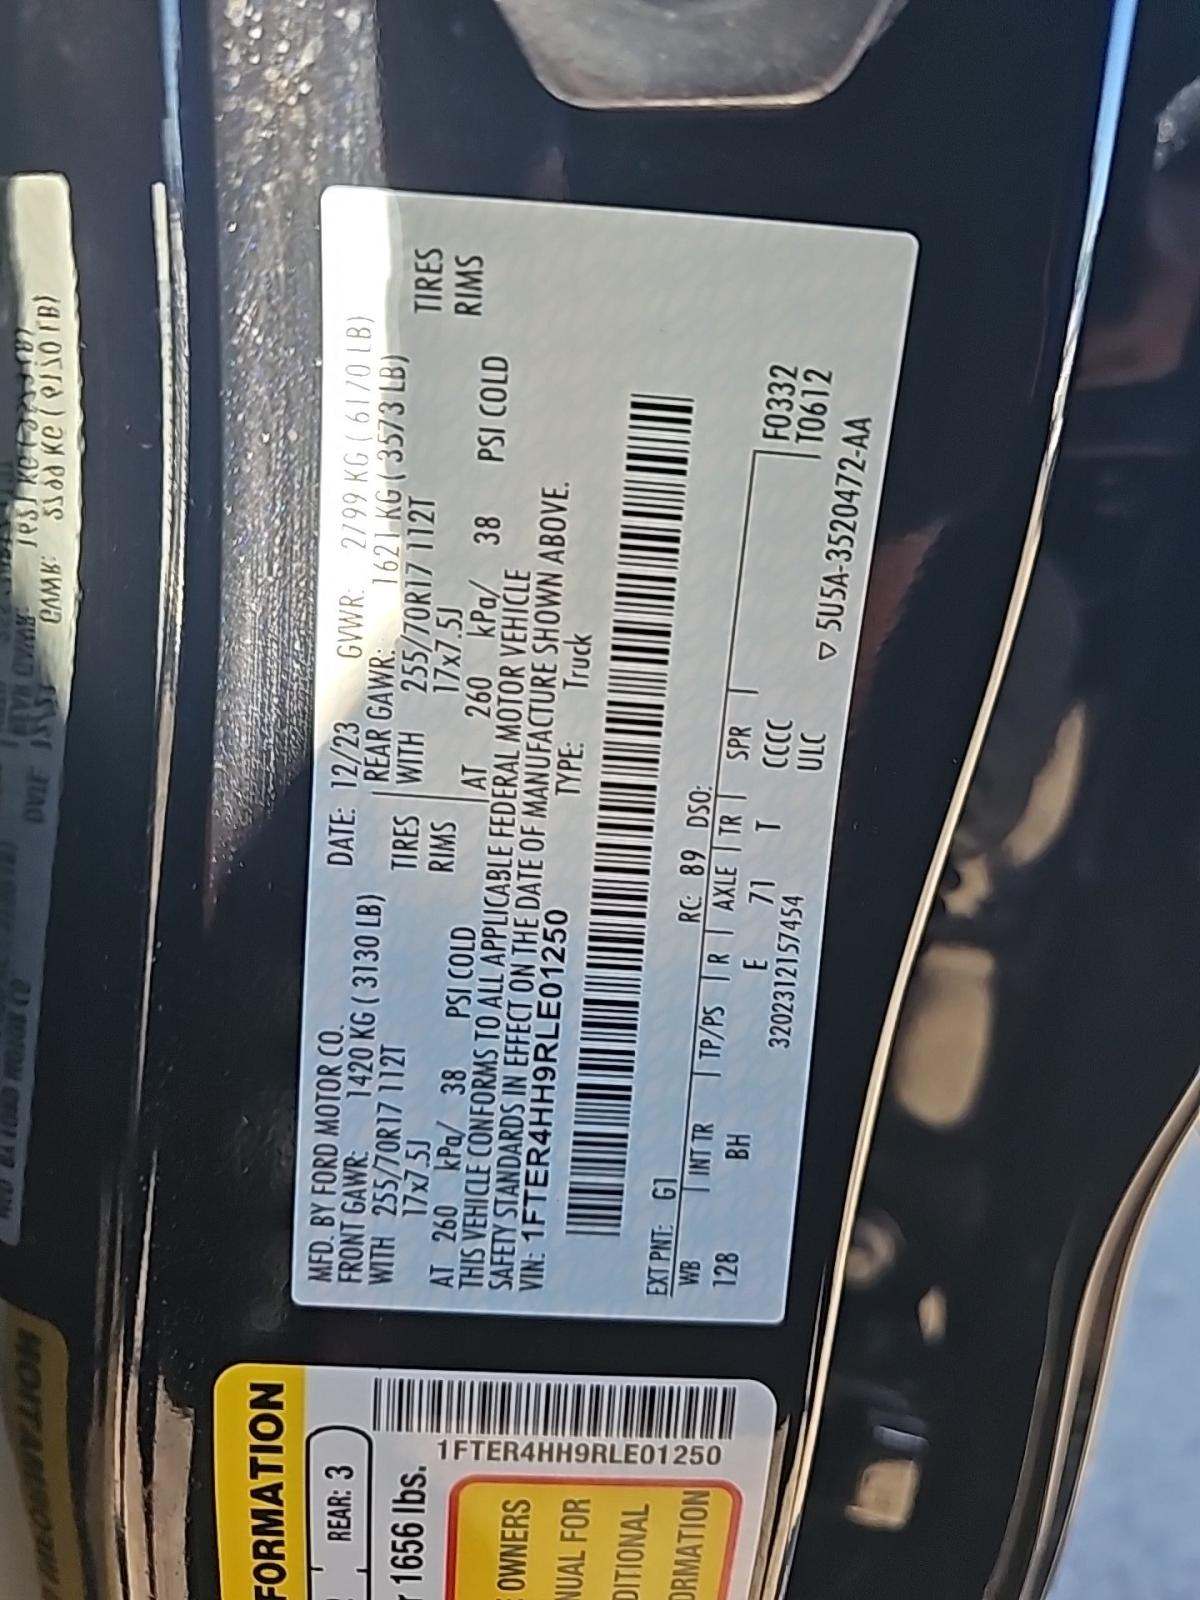 MFD. BY FORD MOTOR CO.
DATE: 12/23
GVWR: 2799 KG ( 6170 LB)
FRONT GAWR: 1420 KG ( 3130 LB)
REAR GAWR: 1621 KG ( 3573 LB)
WITH 255/70R17 112T TIRES
WITH 255/70R17 112T TIRES
17x7.5J RIMS
17x7.5J RIMS
AT 260 kPa/ 38 PSI COLD
AT 260 kPa/ 38 PSI COLD
THIS VEHICLE CONFORMS TO ALL APPLICABLE FEDERAL MOTOR VEHICLE
SAFETY STANDARDS IN EFFECT ON THE DATE OF MANUFACTURE SHOWN ABOVE.
VIN: 1FTER4HH9RLE01250
TYPE: Truck
EXT PNT: G1 RC: 89 DSO:
WB INT TR TP/PS R AXLE TR SPR
128 BH E 71 T CCCC F0332
3202312157454 ULC T0612
▽ 5U5A-3520472-AA
FORMATION
REAR: 3
1656 lbs.
1FTER4HH9RLE01250
OWNERS
NUAL FOR
DITIONAL
ORMATION